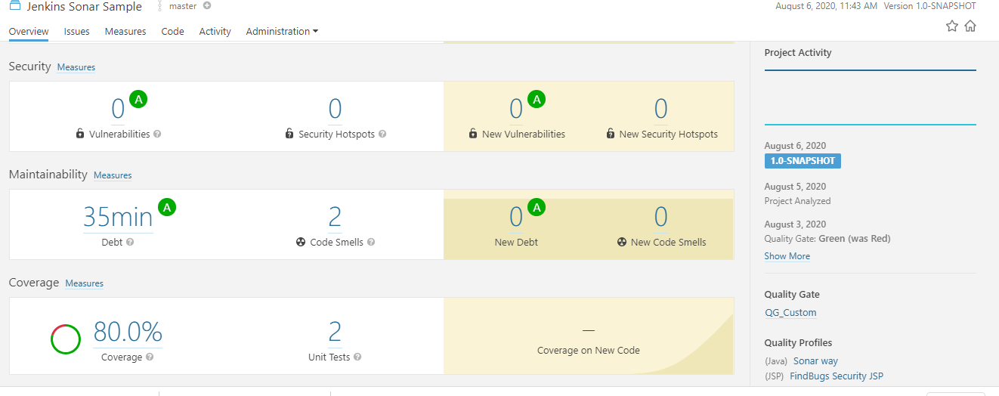 Jenkins Sonar Sample master August 6, 2020, 11:43 AM Version 1.0-SNAPSHOT
Overview Issues Measures Code Activity Administration
Security Measures
0 A 0 0 A 0
Vulnerabilities ? Security Hotspots ? New Vulnerabilities New Security Hotspots
Maintainability Measures
35min A 2 0 A 0
Debt ? Code Smells ? New Debt New Code Smells
Coverage Measures
80.0% 2 —
Coverage ? Unit Tests ? Coverage on New Code
Project Activity
August 6, 2020
1.0-SNAPSHOT
August 5, 2020
Project Analyzed
August 3, 2020
Quality Gate: Green (was Red)
Show More
Quality Gate
QG_Custom
Quality Profiles
(Java) Sonar way
(JSP) FindBugs Security JSP